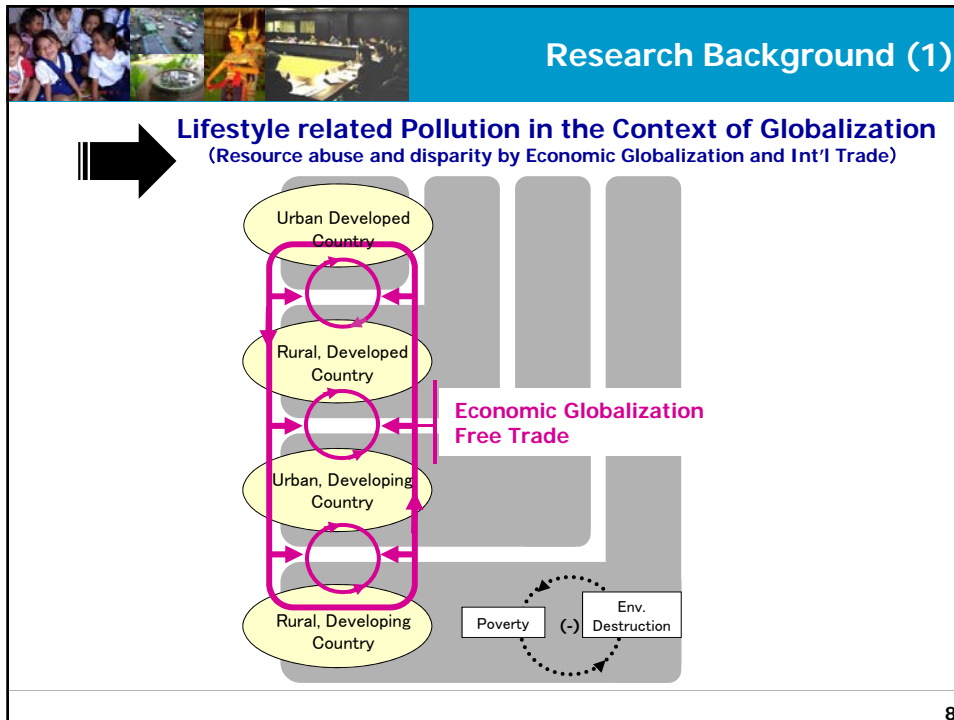 Research Background (1)
Lifestyle related Pollution in the Context of Globalization
(Resource abuse and disparity by Economic Globalization and Int'l Trade)
Urban Developed
Country
Rural, Developed
Country
Economic Globalization
Free Trade
Urban, Developing
Country
Rural, Developing
Country
Poverty
(-)
Env.
Destruction
8